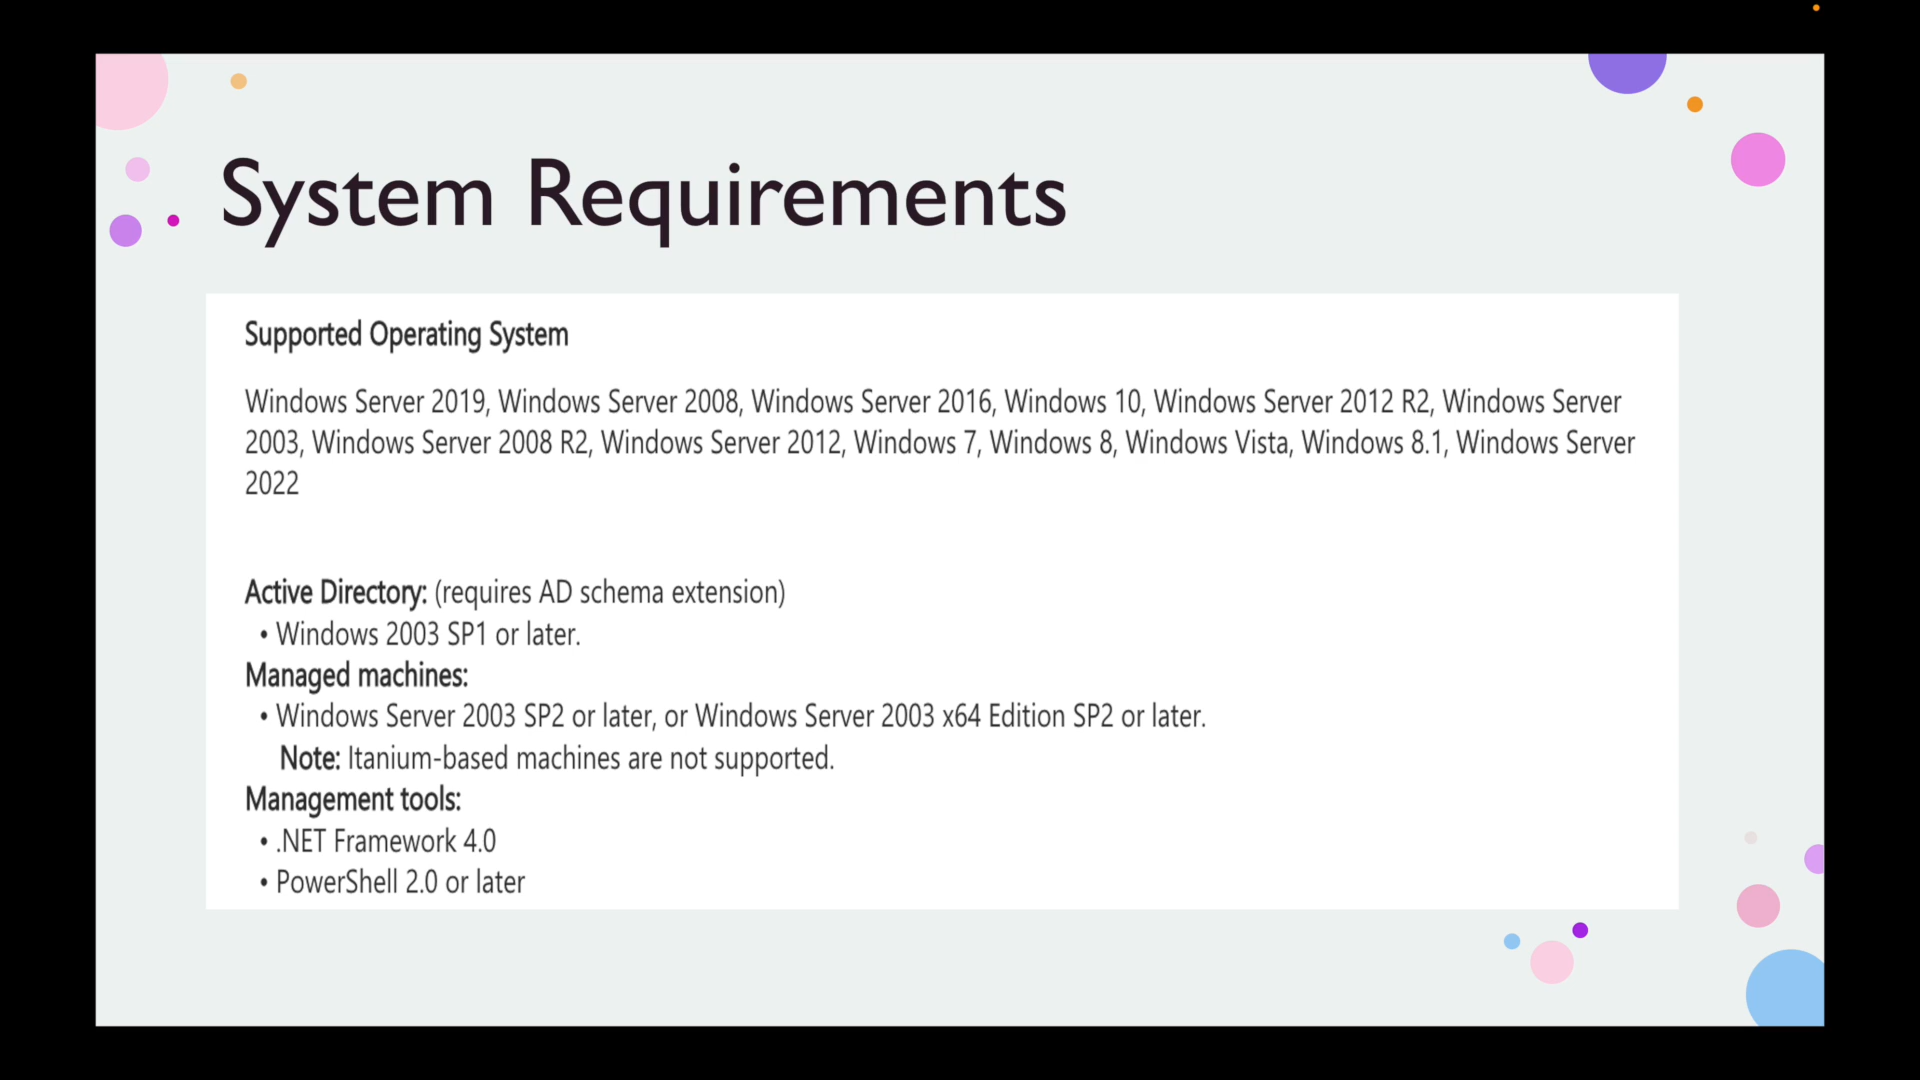 System Requirements
Supported Operating System
Windows Server 2019, Windows Server 2008, Windows Server 2016, Windows 10, Windows Server 2012 R2, Windows Server
2003, Windows Server 2008 R2, Windows Server 2012, Windows 7, Windows 8, Windows Vista, Windows 8.1, Windows Server
2022
Active Directory: (requires AD schema extension)
• Windows 2003 SP1 or later.
Managed machines:
• Windows Server 2003 SP2 or later, or Windows Server 2003 x64 Edition SP2 or later.
Note: Itanium-based machines are not supported.
Management tools:
• .NET Framework 4.0
• PowerShell 2.0 or later